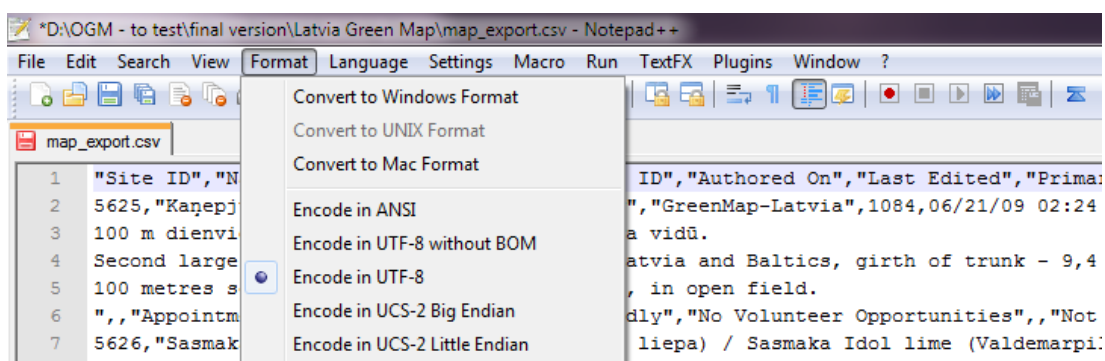 *D:\OGM - to test\final version\Latvia Green Map\map_export.csv - Notepad++
File Edit Search View Format Language Settings Macro Run TextFX Plugins Window ?
Convert to Windows Format
Convert to UNIX Format
Convert to Mac Format
Encode in ANSI
Encode in UTF-8 without BOM
Encode in UTF-8
Encode in UCS-2 Big Endian
Encode in UCS-2 Little Endian
map_export.csv
1 "Site ID","N ID","Authored On","Last Edited","Primar
2 5625,"Kaņepj ","GreenMap-Latvia",1084,06/21/09 02:24
3 100 m dienvi a vidū.
4 Second large atvia and Baltics, girth of trunk - 9,4
5 100 metres s , in open field.
6 ",,"Appointm dly","No Volunteer Opportunities",,"Not
7 5626,"Sasmak liepa) / Sasmaka Idol lime (Valdemarpil